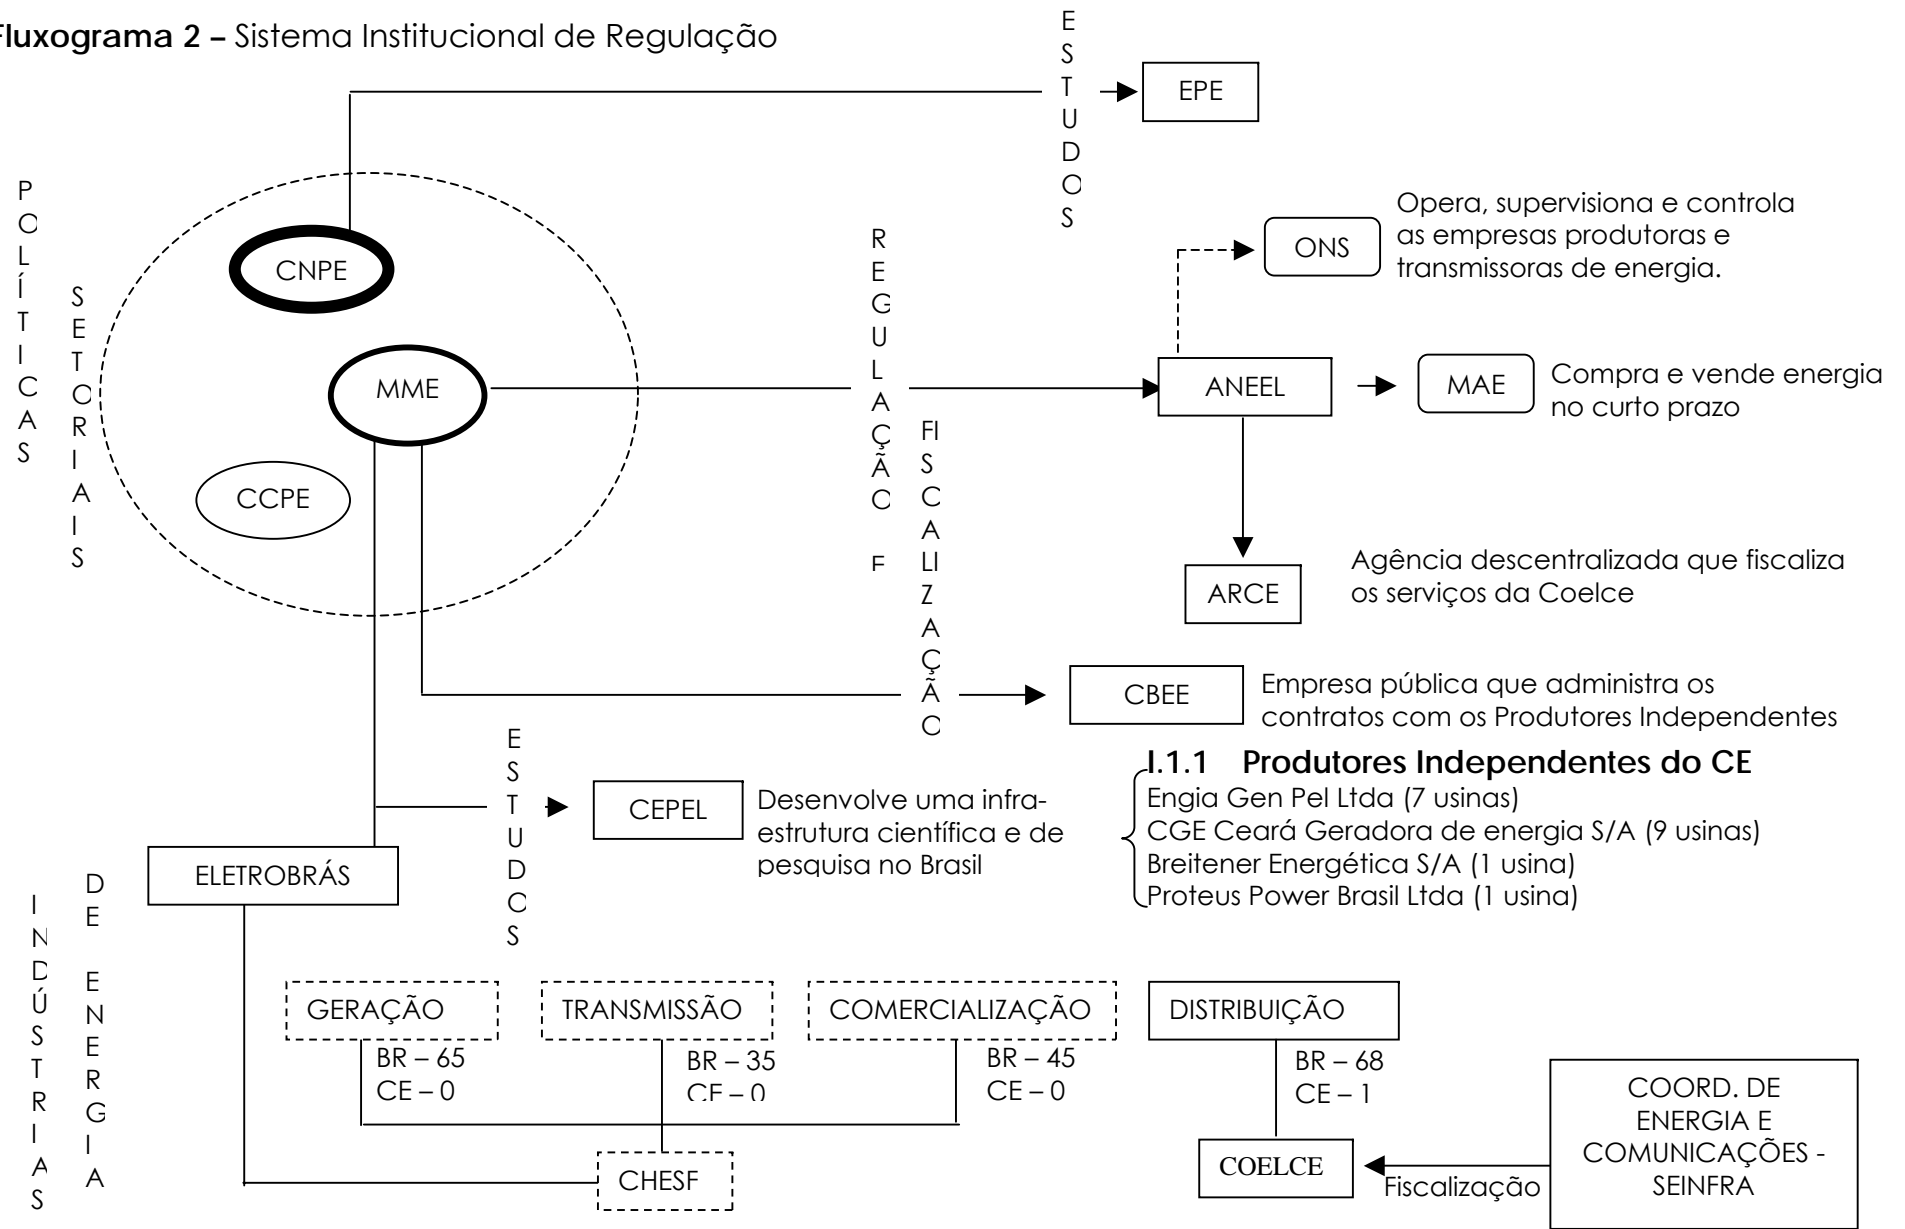 Fluxograma 2 – Sistema Institucional de Regulação
ESTUDOS
EPE
POLÍTICAS
SETORIAIS
CNPE
MME
CCPE
REGULAÇÃO E
FISCALIZAÇÃO
ONS
Opera, supervisiona e controla
as empresas produtoras e
transmissoras de energia.
ANEEL
MAE
Compra e vende energia
no curto prazo
ARCE
Agência descentralizada que fiscaliza
os serviços da Coelce
CBEE
Empresa pública que administra os
contratos com os Produtores Independentes
I.1.1 Produtores Independentes do CE
Engia Gen Pel Ltda (7 usinas)
CGE Ceará Geradora de energia S/A (9 usinas)
Breitener Energética S/A (1 usina)
Proteus Power Brasil Ltda (1 usina)
ESTUDOS
CEPEL
Desenvolve uma infra-
estrutura científica e de
pesquisa no Brasil
ELETROBRÁS
INDÚSTRIAS
DE ENERGIA
GERAÇÃO
BR – 65
CE – 0
TRANSMISSÃO
BR – 35
CE – 0
COMERCIALIZAÇÃO
BR – 45
CE – 0
DISTRIBUIÇÃO
BR – 68
CE – 1
CHESF
COELCE
Fiscalização
COORD. DE
ENERGIA E
COMUNICAÇÕES -
SEINFRA